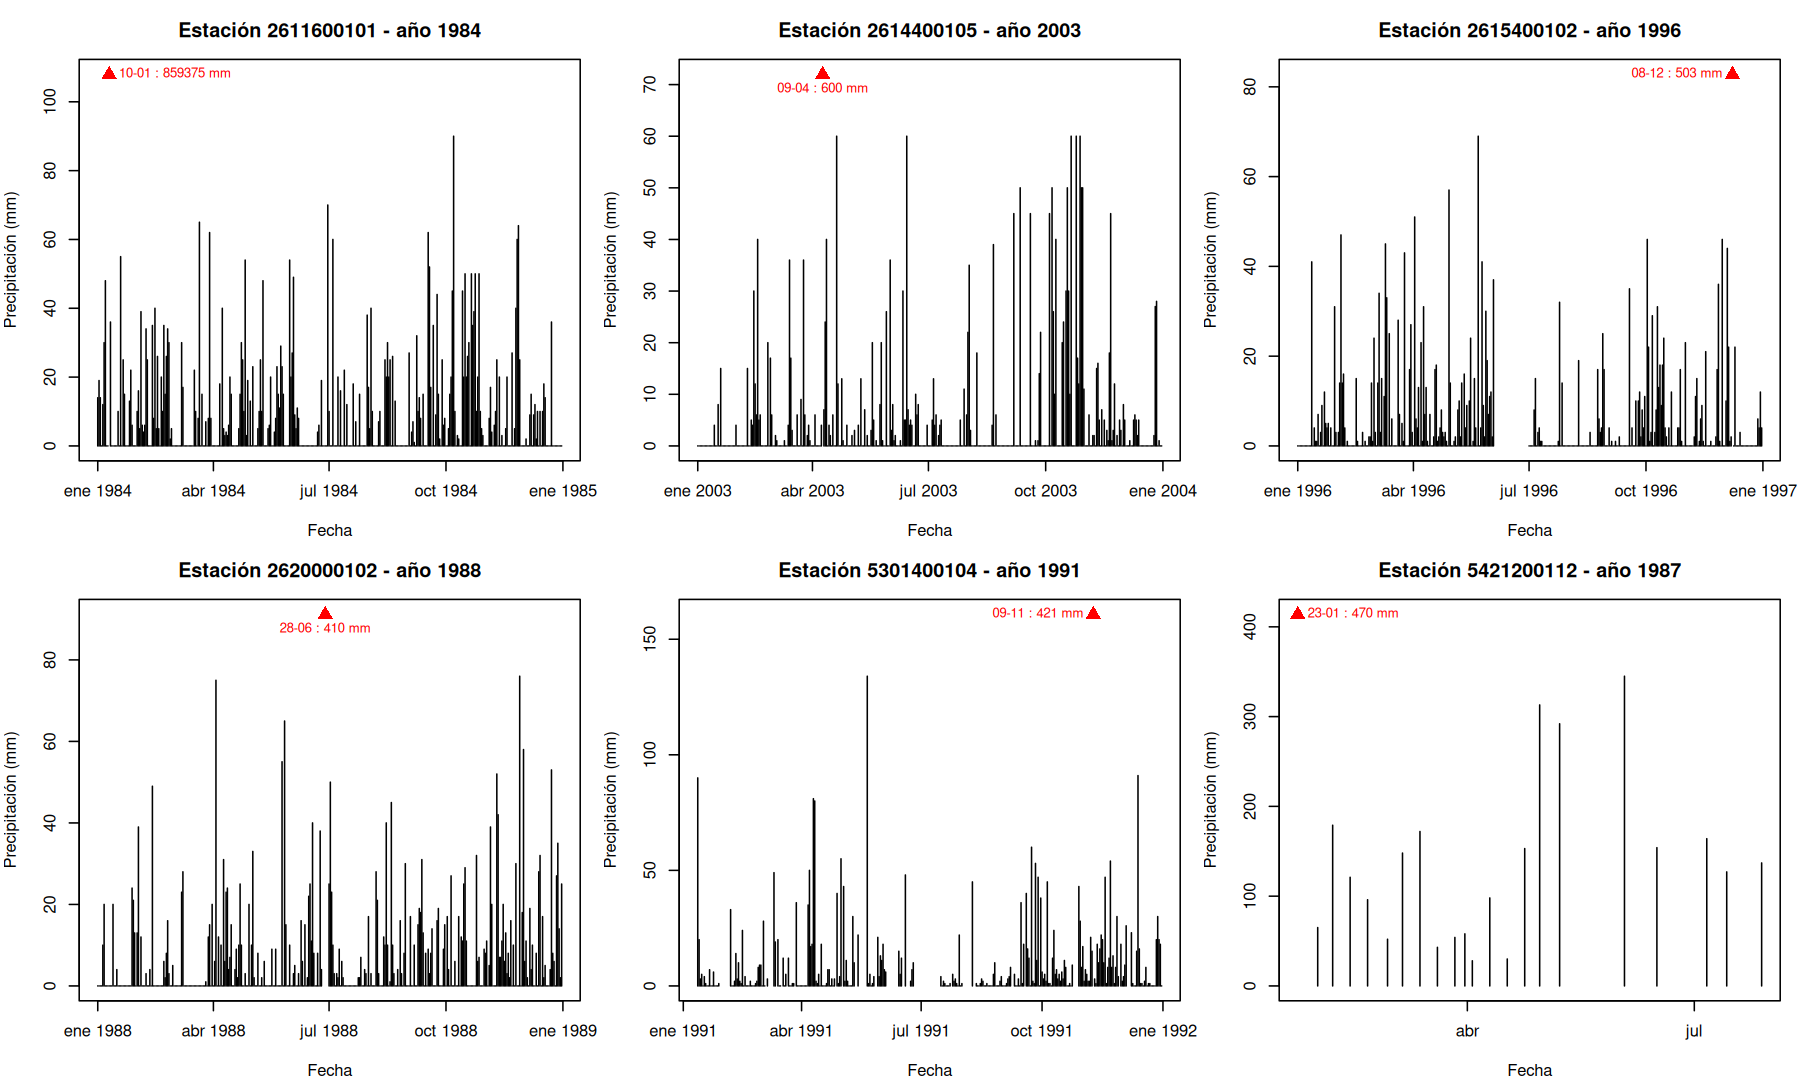 Estación 2611600101 - año 1984
10-01 : 859375 mm
Precipitación (mm)
100
80
60
40
20
0
ene 1984 abr 1984 jul 1984 oct 1984 ene 1985
Fecha
Estación 2614400105 - año 2003
09-04 : 600 mm
Precipitación (mm)
70
60
50
40
30
20
10
0
ene 2003 abr 2003 jul 2003 oct 2003 ene 2004
Fecha
Estación 2615400102 - año 1996
08-12 : 503 mm
Precipitación (mm)
80
60
40
20
0
ene 1996 abr 1996 jul 1996 oct 1996 ene 1997
Fecha
Estación 2620000102 - año 1988
28-06 : 410 mm
Precipitación (mm)
80
60
40
20
0
ene 1988 abr 1988 jul 1988 oct 1988 ene 1989
Fecha
Estación 5301400104 - año 1991
09-11 : 421 mm
Precipitación (mm)
150
100
50
0
ene 1991 abr 1991 jul 1991 oct 1991 ene 1992
Fecha
Estación 5421200112 - año 1987
23-01 : 470 mm
Precipitación (mm)
400
300
200
100
0
abr jul
Fecha